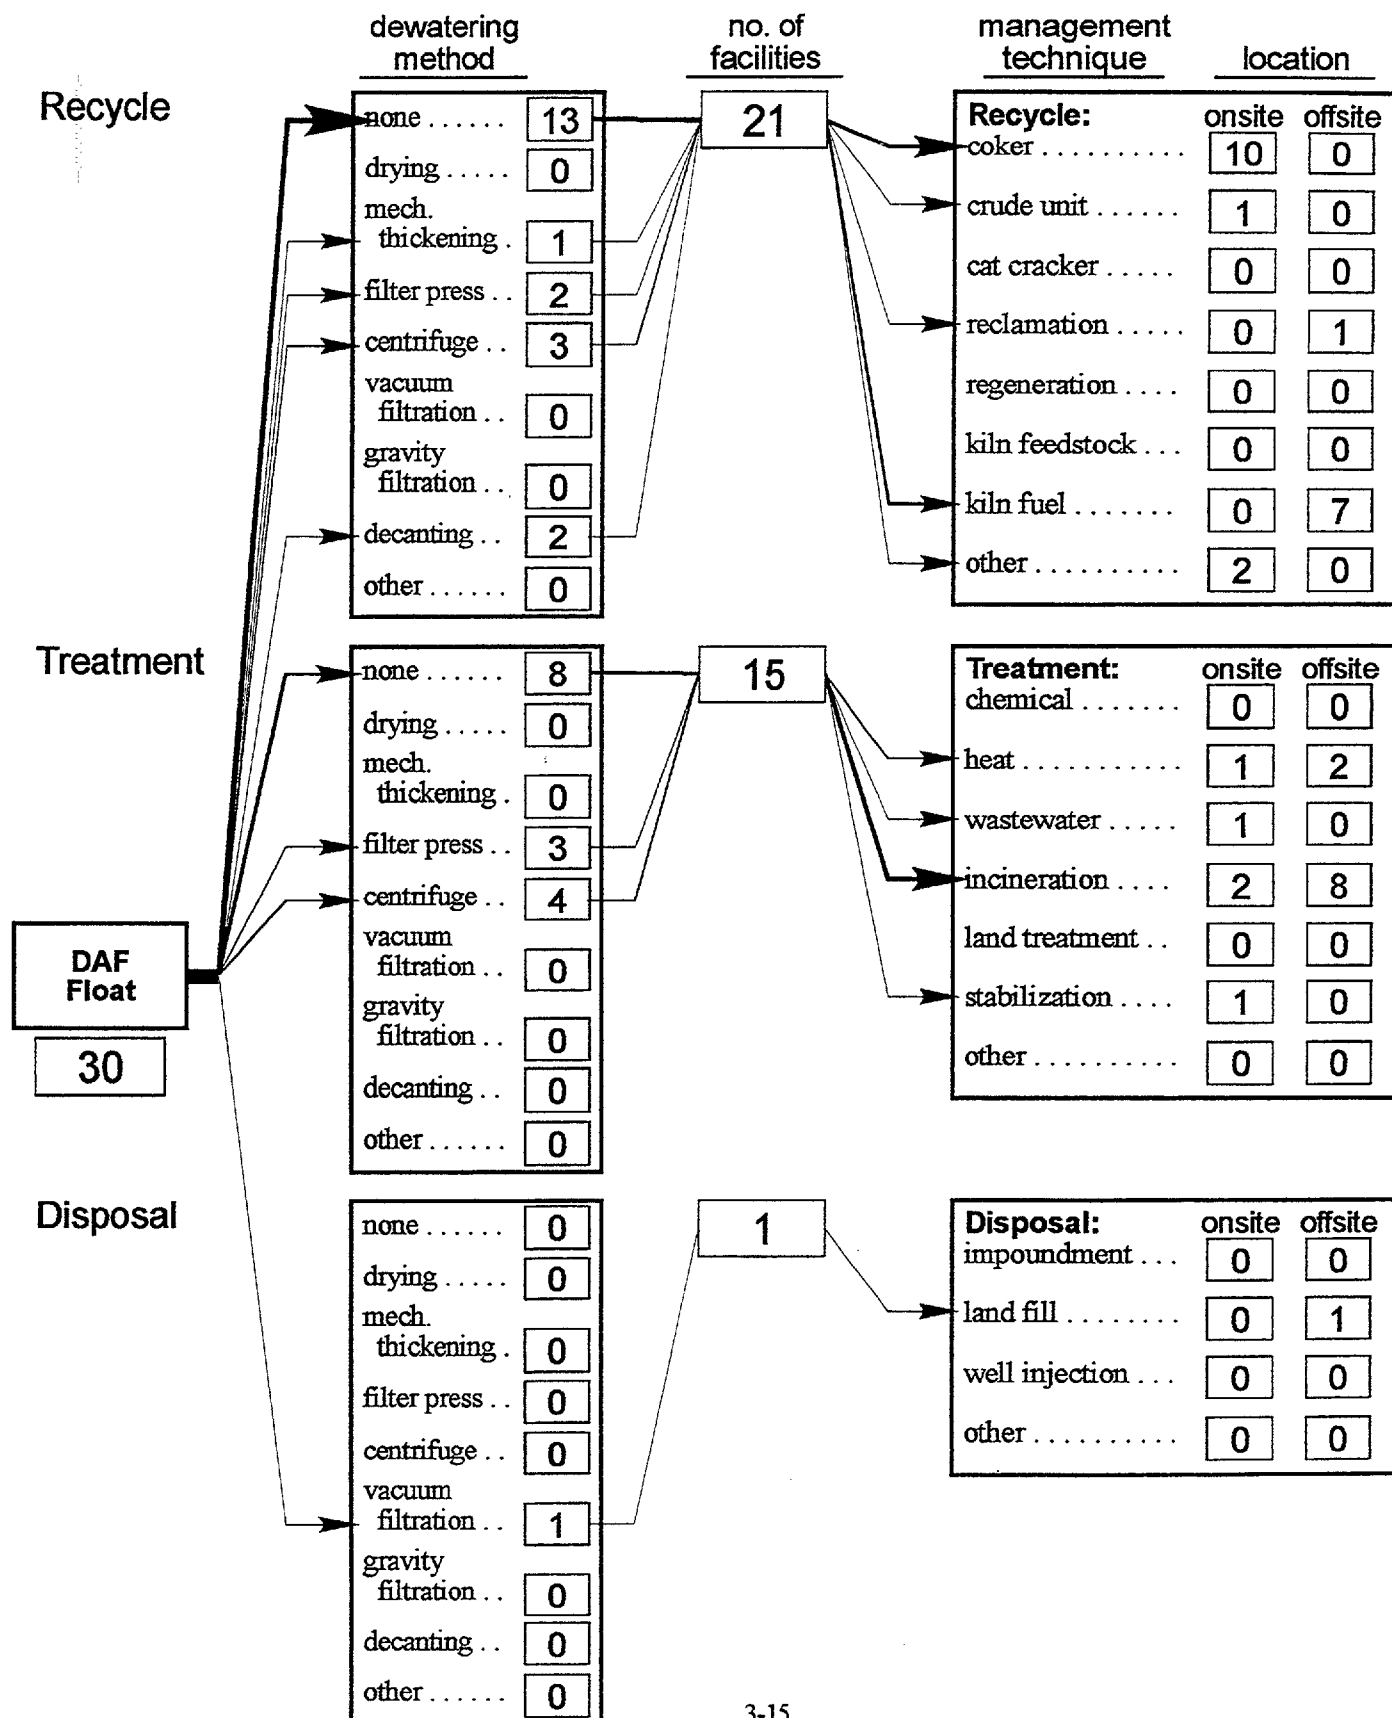 dewatering method
no. of facilities
management technique
location
Recycle
none ...... 13
drying ..... 0
mech.
thickening . 1
filter press .. 2
centrifuge .. 3
vacuum
filtration .. 0
gravity
filtration .. 0
decanting .. 2
other ...... 0
21
Recycle: onsite offsite
coker .......... 10 0
crude unit ...... 1 0
cat cracker ..... 0 0
reclamation ..... 0 1
regeneration .... 0 0
kiln feedstock ... 0 0
kiln fuel ....... 0 7
other .......... 2 0
Treatment
none ...... 8
drying ..... 0
mech.
thickening . 0
filter press .. 3
centrifuge .. 4
vacuum
filtration .. 0
gravity
filtration .. 0
decanting .. 0
other ...... 0
15
Treatment: onsite offsite
chemical ....... 0 0
heat ........... 1 2
wastewater ..... 1 0
incineration .... 2 8
land treatment .. 0 0
stabilization .... 1 0
other .......... 0 0
DAF
Float
30
Disposal
none ...... 0
drying ..... 0
mech.
thickening . 0
filter press .. 0
centrifuge .. 0
vacuum
filtration .. 1
gravity
filtration .. 0
decanting .. 0
other ...... 0
1
Disposal: onsite offsite
impoundment ... 0 0
land fill ........ 0 1
well injection ... 0 0
other .......... 0 0
3-15